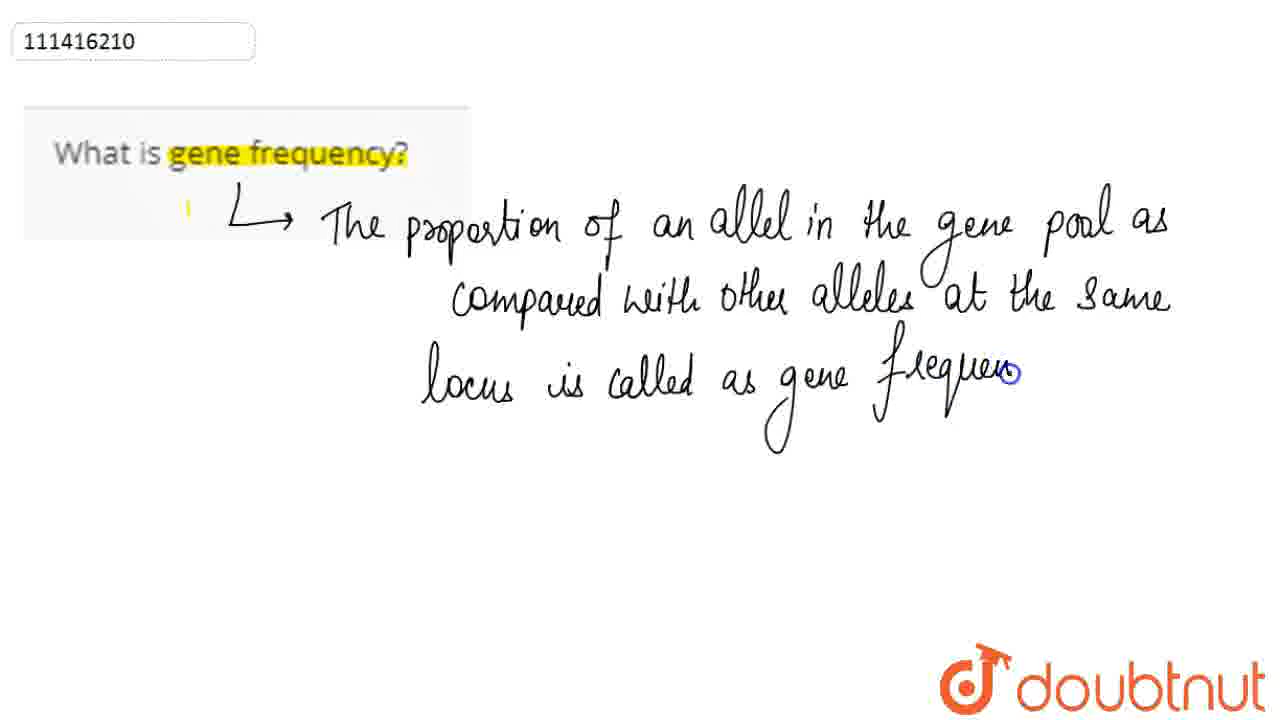 111416210
What is gene frequency?
The proportion of an allel in the gene pool as
compared with other alleles at the same
locus is called as gene frequen
doubtnut